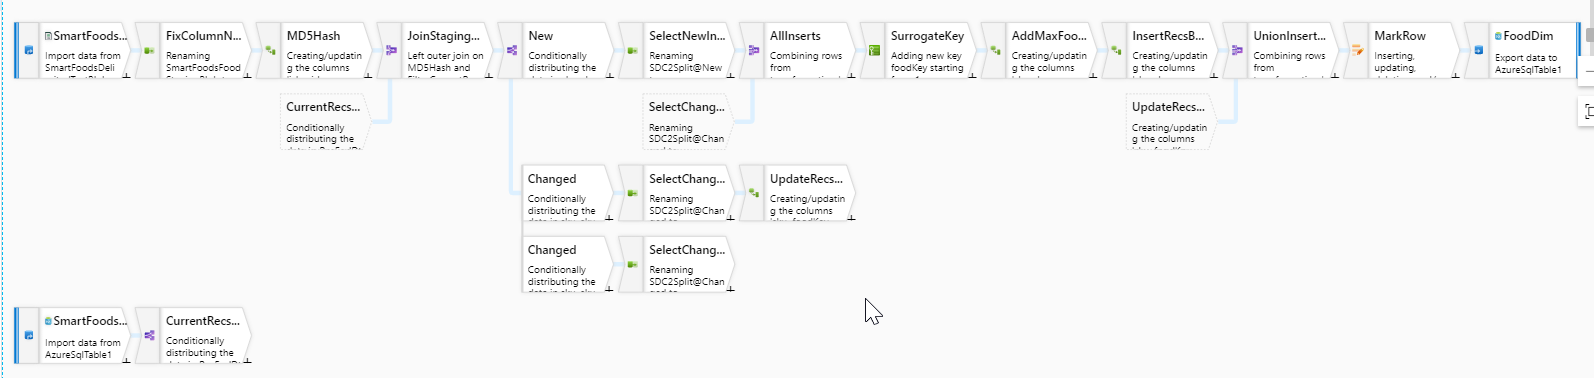 SmartFoods...
Import data from
SmartFoodsDeli
FixColumnN...
Renaming
SmartFoodsFood
MD5Hash
Creating/updatin
g the columns
JoinStaging...
Left outer join on
MD5Hash and
New
Conditionally
distributing the
SelectNewIn...
Renaming
SDC2Split@New
AllInserts
Combining rows
from
SurrogateKey
Adding new key
foodKey starting
AddMaxFoo...
Creating/updatin
g the columns
InsertRecsB...
Creating/updatin
g the columns
UnionInsert...
Combining rows
from
MarkRow
Inserting,
updating,
FoodDim
Export data to
AzureSqlTable1
CurrentRecs...
Conditionally
distributing the
SelectChang...
Renaming
SDC2Split@Chan
UpdateRecs...
Creating/updatin
g the columns
Changed
Conditionally
distributing the
SelectChang...
Renaming
SDC2Split@Chan
UpdateRecs...
Creating/updatin
g the columns
Changed
Conditionally
distributing the
SelectChang...
Renaming
SDC2Split@Chan
SmartFoods...
Import data from
AzureSqlTable1
CurrentRecs...
Conditionally
distributing the